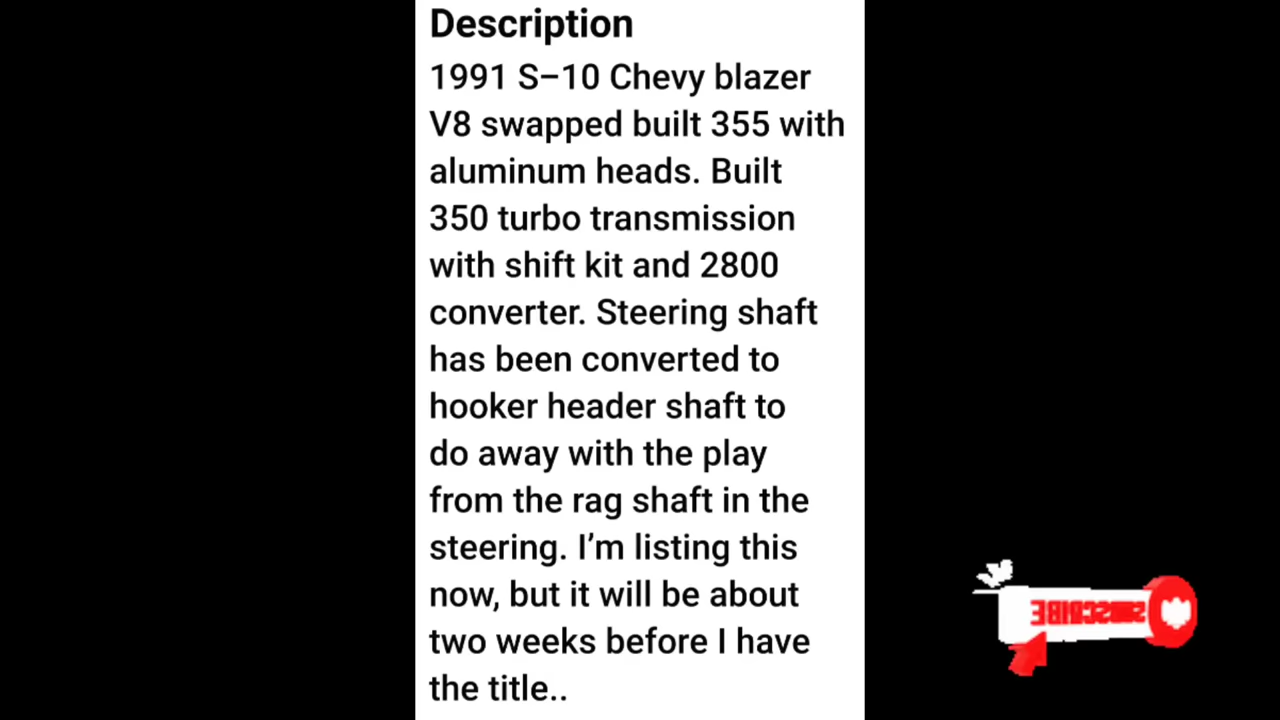 Description
1991 S–10 Chevy blazer
V8 swapped built 355 with
aluminum heads. Built
350 turbo transmission
with shift kit and 2800
converter. Steering shaft
has been converted to
hooker header shaft to
do away with the play
from the rag shaft in the
steering. I’m listing this
now, but it will be about
two weeks before I have
the title..
SUBSCRIBE